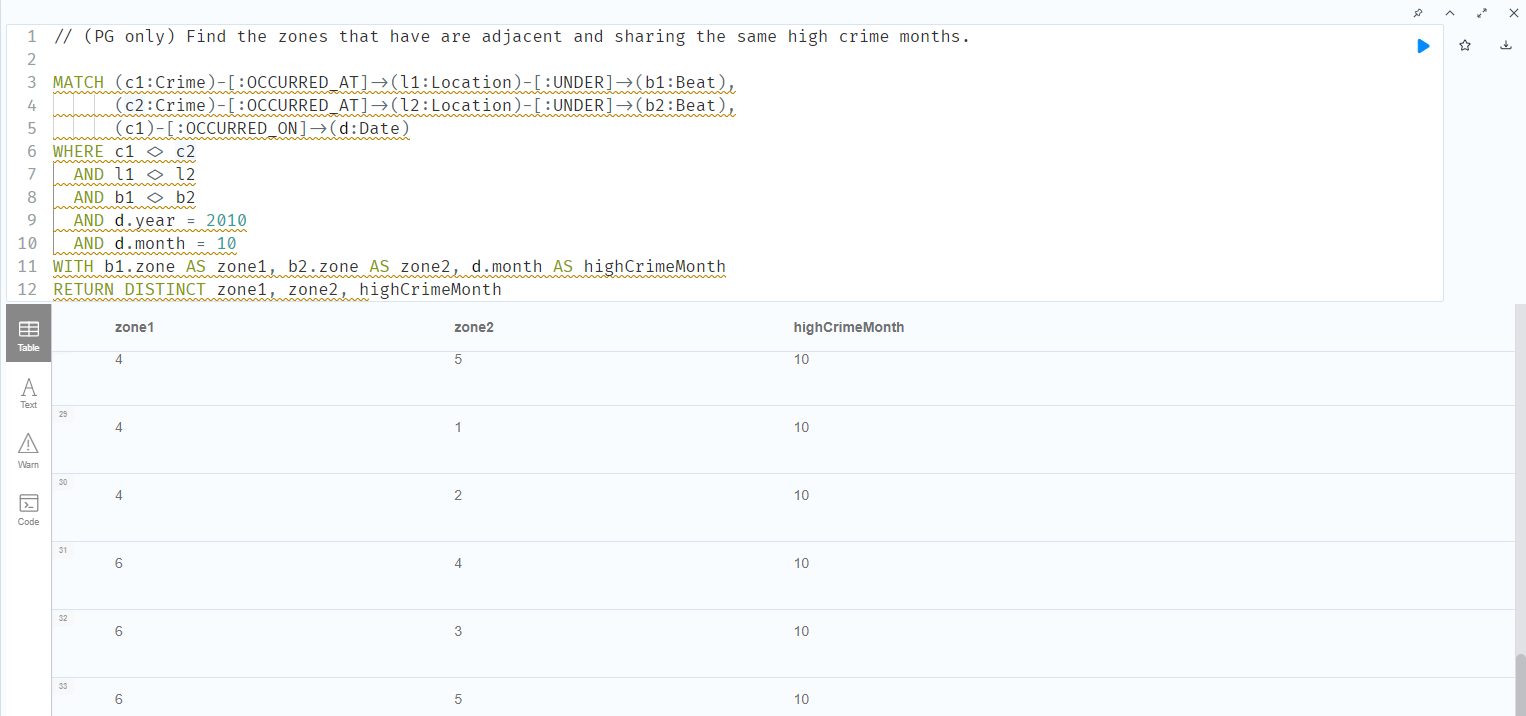 1 // (PG only) Find the zones that have are adjacent and sharing the same high crime months.
2
3 MATCH (c1:Crime)-[:OCCURRED_AT]->(l1:Location)-[:UNDER]->(b1:Beat),
4 (c2:Crime)-[:OCCURRED_AT]->(l2:Location)-[:UNDER]->(b2:Beat),
5 (c1)-[:OCCURRED_ON]->(d:Date)
6 WHERE c1 <> c2
7 AND l1 <> l2
8 AND b1 <> b2
9 AND d.year = 2010
10 AND d.month = 10
11 WITH b1.zone AS zone1, b2.zone AS zone2, d.month AS highCrimeMonth
12 RETURN DISTINCT zone1, zone2, highCrimeMonth
Table
Text
Warn
Code
zone1 zone2 highCrimeMonth
4 5 10
29
4 1 10
30
4 2 10
31
6 4 10
32
6 3 10
33
6 5 10